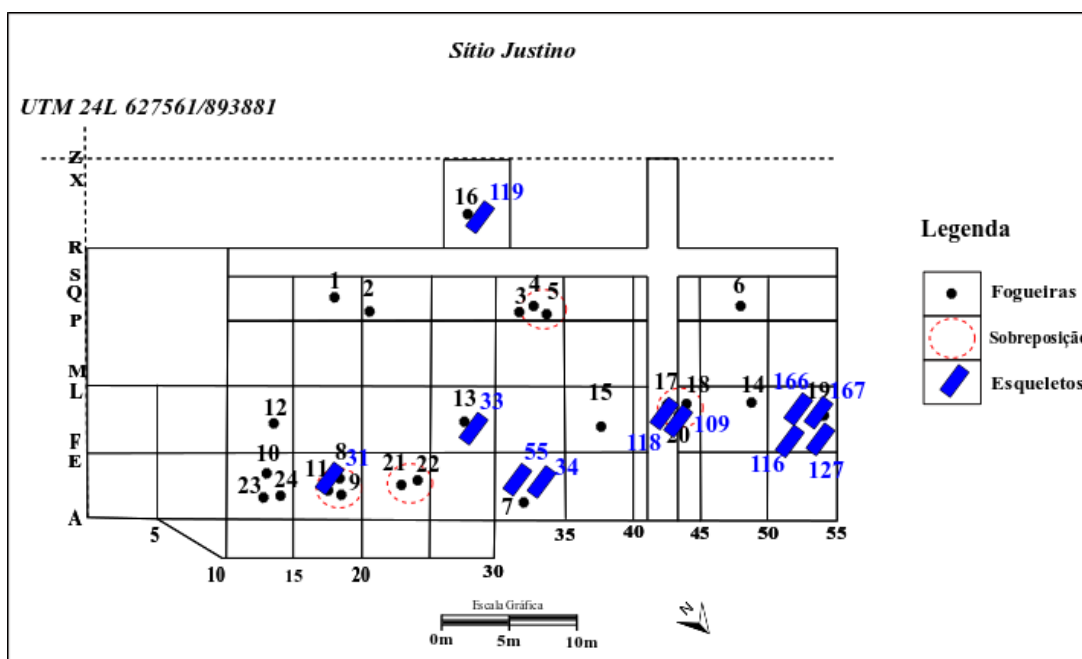 Sítio Justino
UTM 24L 627561/893881
Z
X
16 119
R
Legenda
S
Q
1 2 3 4 5 6
Fogueiras
P
Sobreposição
M
L
12 13 33 15 17 18 14 166 19 167
Esqueletos
F
E
118 20 109 116 127
10 11 8 31 9 21 22 55 34
23 24 7
A
5 35 40 45 50 55
10 15 20 30
Escala Gráfica
N
0m 5m 10m